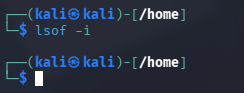 ┌──(kali㉿kali)-[/home]
└─$ lsof -i

┌──(kali㉿kali)-[/home]
└─$